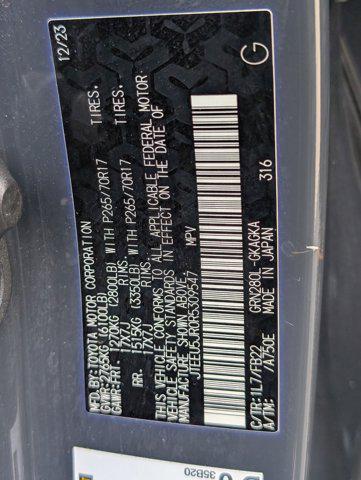 MFD. BY: TOYOTA MOTOR CORPORATION 12/23
GVWR: 2765KG (6100LB)
GAWR: FRT. 1270KG (2800LB) WITH P265/70R17 TIRES.
17X7J RIMS.
RR. 1515KG (3350LB) WITH P265/70R17 TIRES.
17X7J RIMS.
THIS VEHICLE CONFORMS TO ALL APPLICABLE FEDERAL MOTOR
VEHICLE SAFETY STANDARDS IN EFFECT ON THE DATE OF
MANUFACTURE SHOWN ABOVE.
MPV
C/TR: 1L7/FB22 GRN280L-GKAGKA
/A750E 316
MADE IN JAPAN
G
35B20